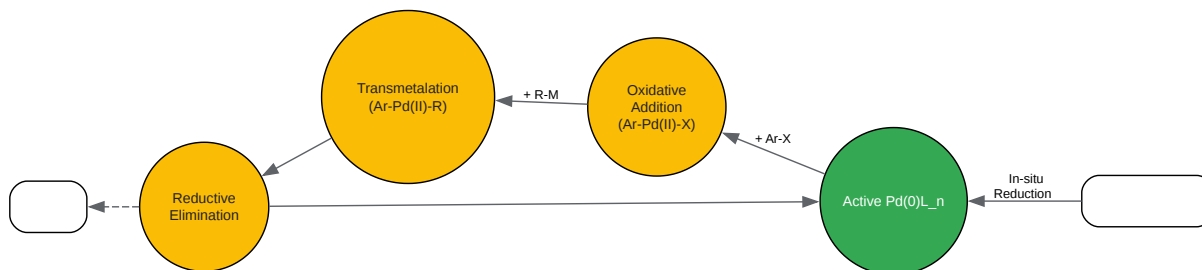 Transmetalation
(Ar-Pd(II)-R)
+ R-M
Oxidative
Addition
(Ar-Pd(II)-X)
+ Ar-X
Reductive
Elimination
Active Pd(0)L_n
In-situ
Reduction